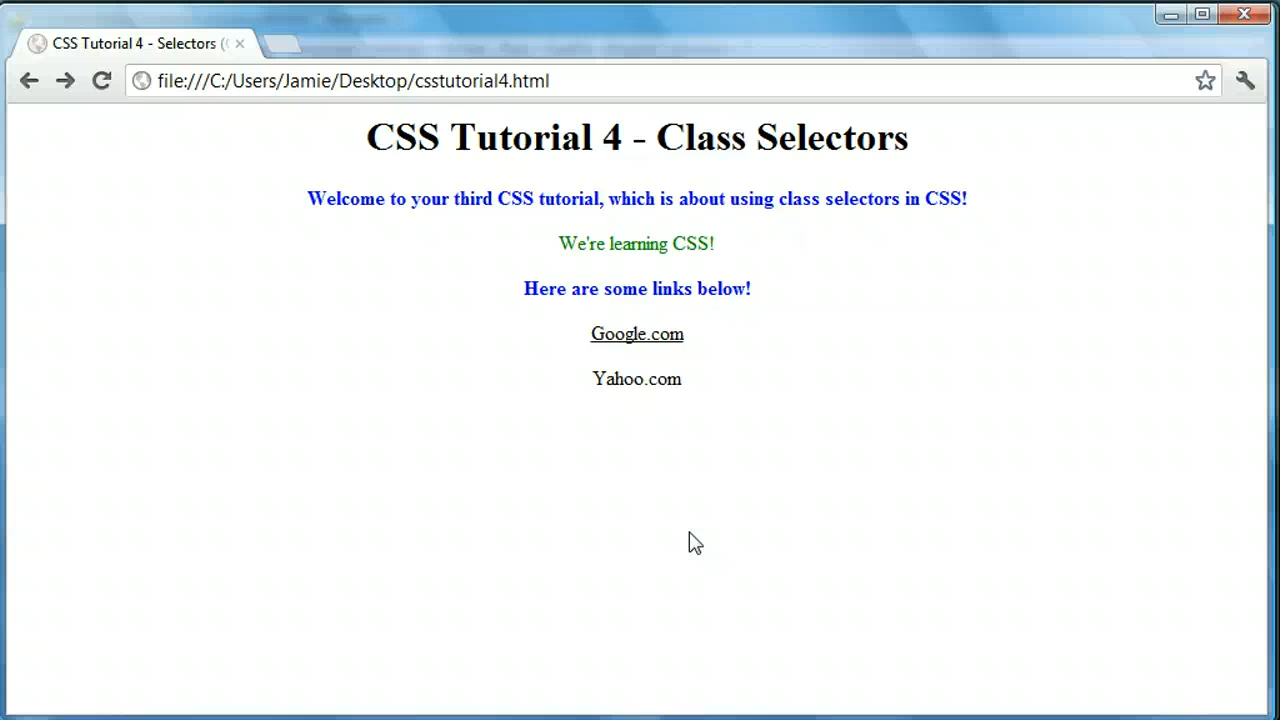 CSS Tutorial 4 - Selectors (
file:///C:/Users/Jamie/Desktop/csstutorial4.html
CSS Tutorial 4 - Class Selectors
Welcome to your third CSS tutorial, which is about using class selectors in CSS!
We're learning CSS!
Here are some links below!
Google.com
Yahoo.com